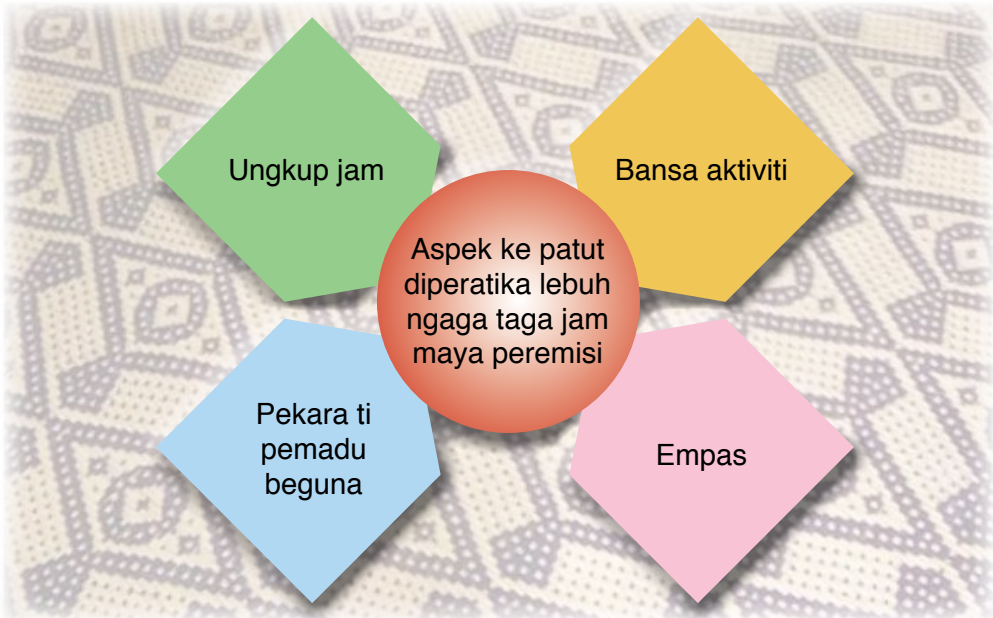 Ungkup jam
Bansa aktiviti
Aspek ke patut
diperatika lebuh
ngaga taga jam
maya peremisi
Pekara ti
pemadu
beguna
Empas